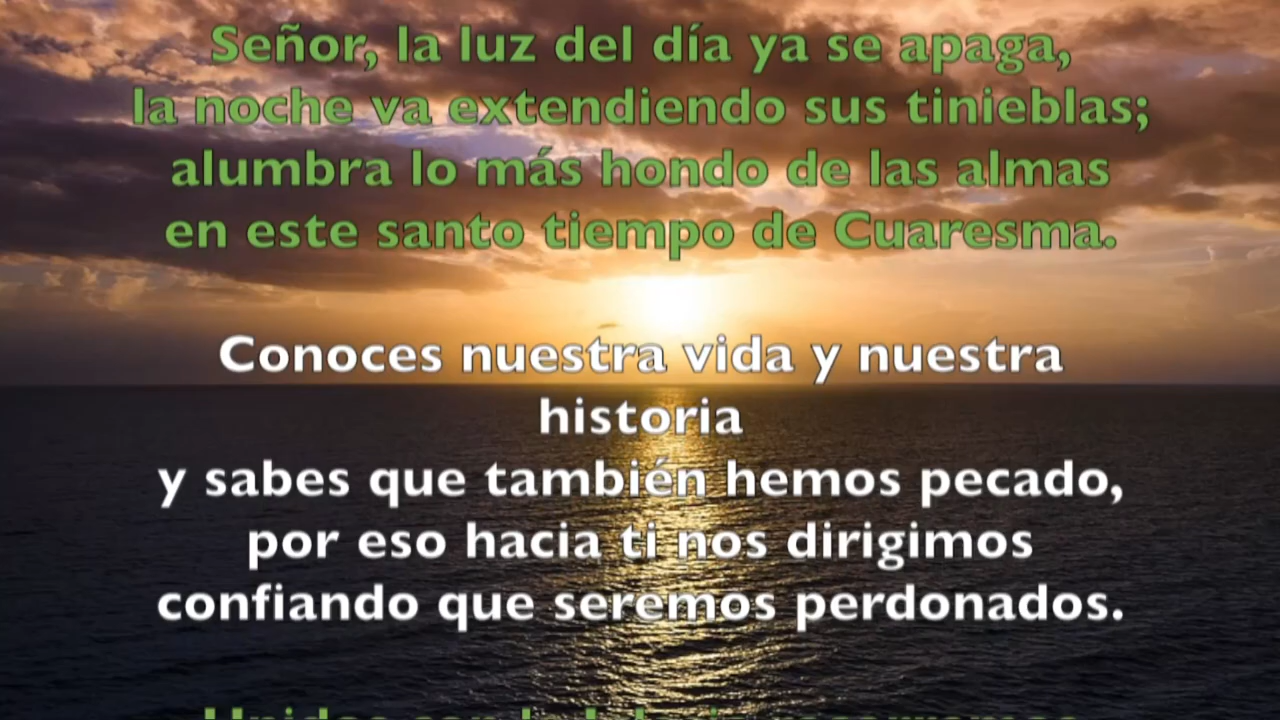 Señor, la luz del día ya se apaga,
la noche va extendiendo sus tinieblas;
alumbra lo más hondo de las almas
en este santo tiempo de Cuaresma.
Conoces nuestra vida y nuestra
historia
y sabes que también hemos pecado,
por eso hacia ti nos dirigimos
confiando que seremos perdonados.